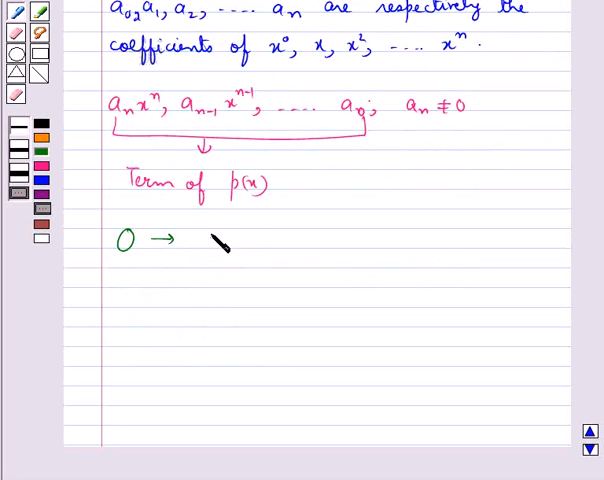 a₀, a₁, a₂, ..... aₙ are respectively the
coefficients of x⁰, x, x², ..... xⁿ.
aₙxⁿ, aₙ₋₁xⁿ⁻¹, ..... a₀; aₙ ≠ 0
Term of p(x)
0 →